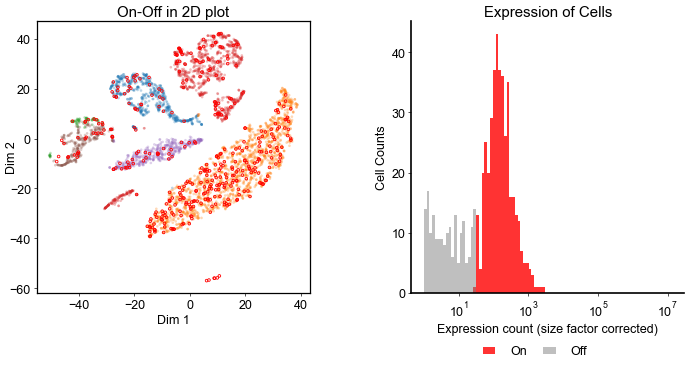 On-Off in 2D plot
Expression of Cells
Dim 2
40
20
0
−20
−40
−60
−40
−20
0
20
40
Dim 1
Cell Counts
40
30
20
10
0
10^1
10^3
10^5
10^7
Expression count (size factor corrected)
On
Off